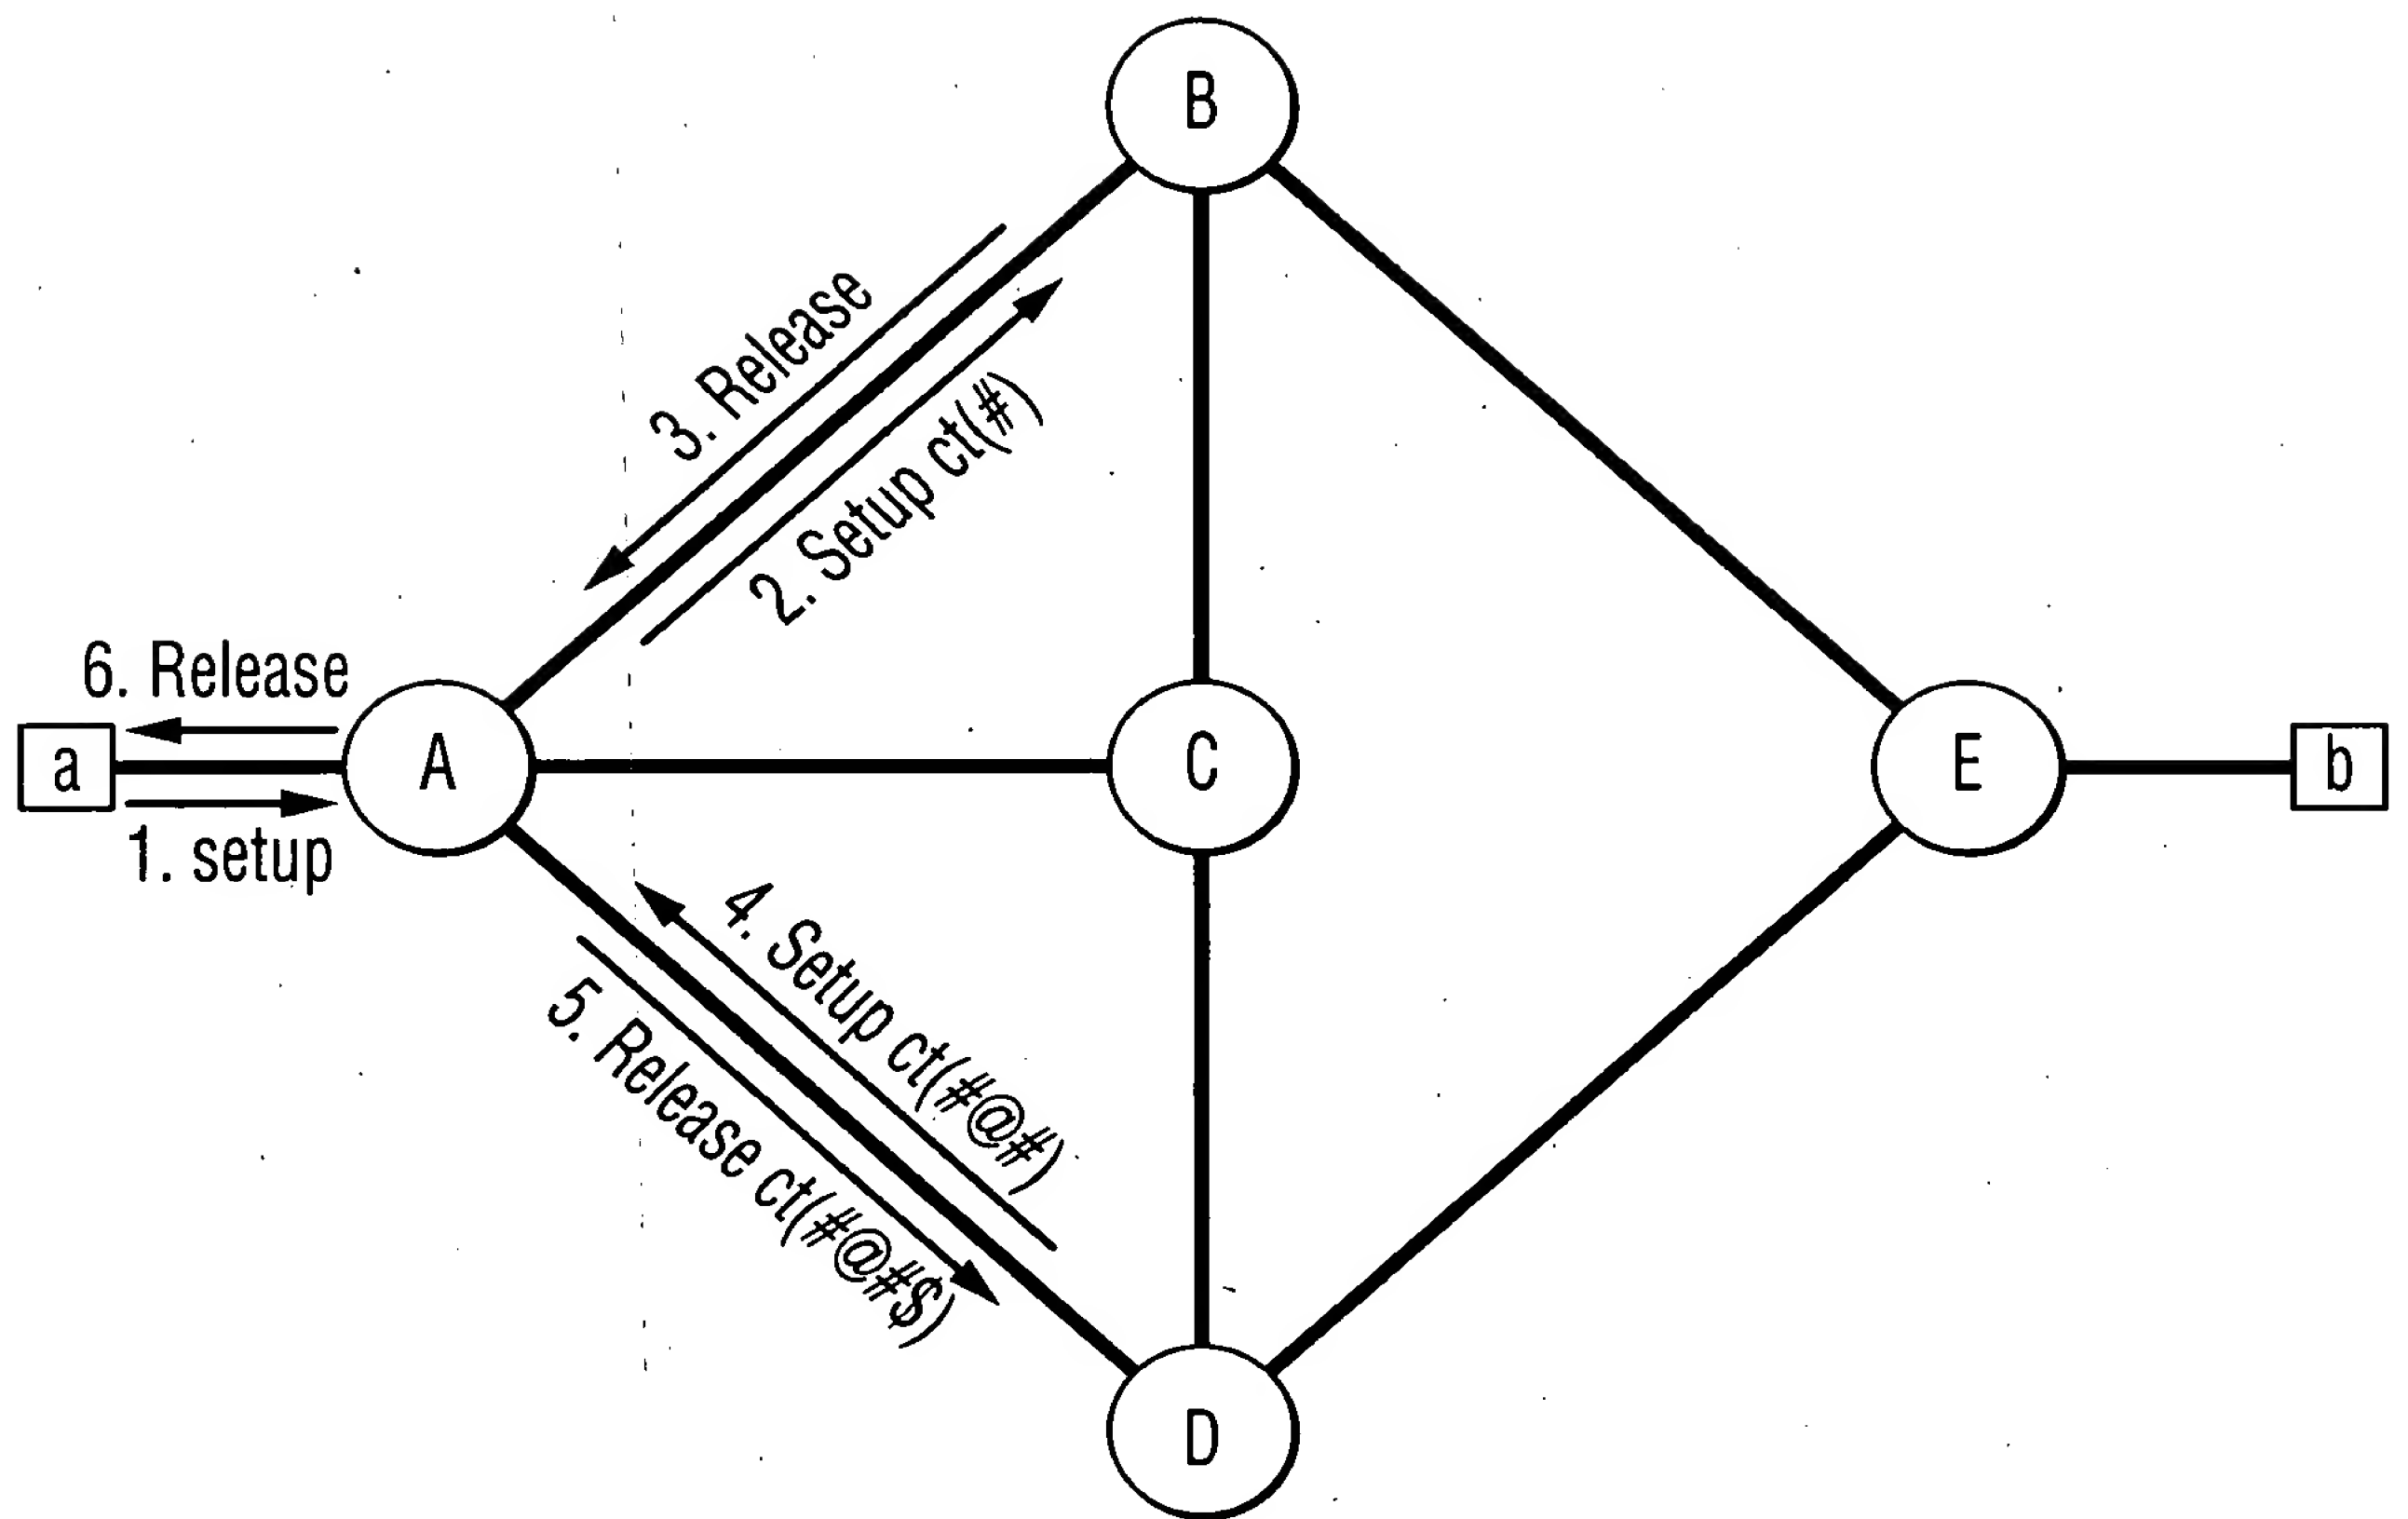 B
3. Release
2. Setup ct(#)
6. Release
a
A
C
E
b
1. setup
4. Setup ct(#@#)
5. Release ct(#@#$)
D